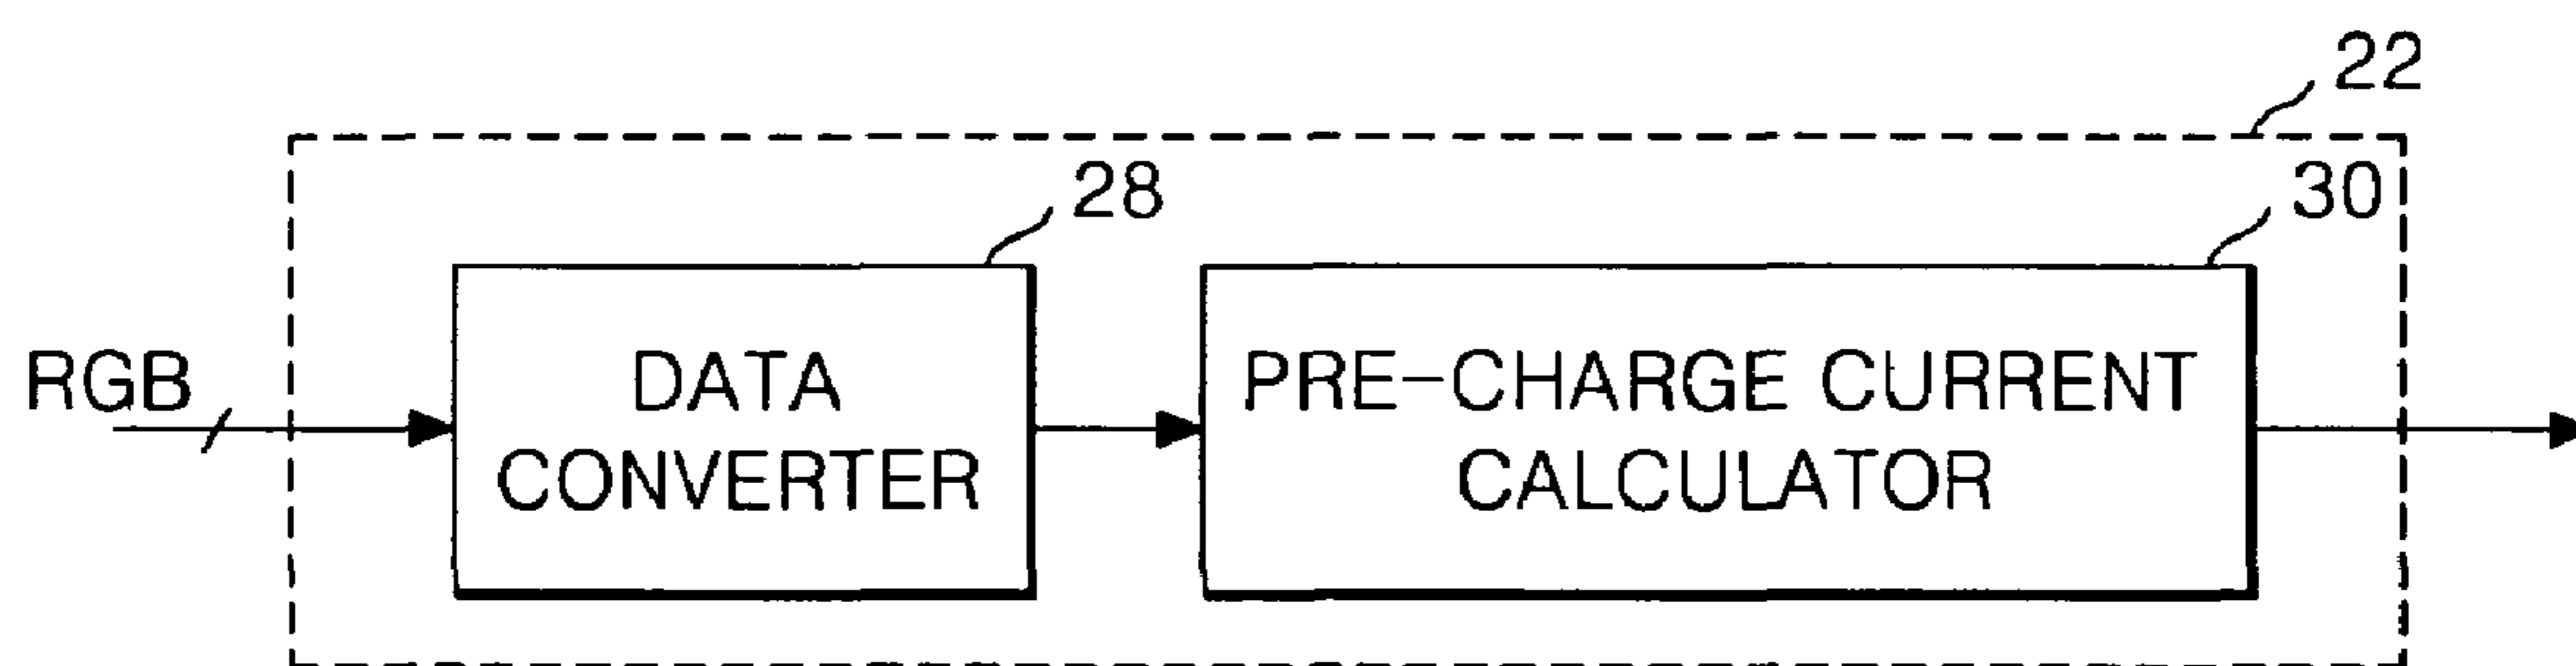 22
28
30
RGB
DATA
CONVERTER
PRE-CHARGE CURRENT
CALCULATOR